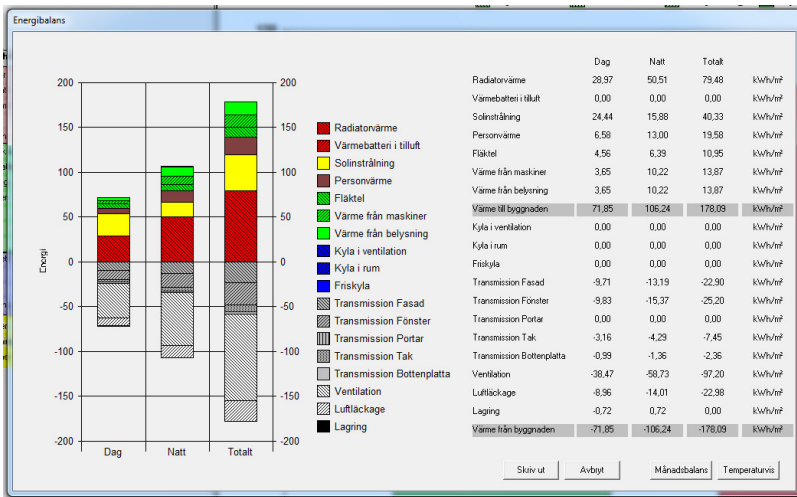 Energibalans
Dag Natt Totalt
Radiatorvärme 28,97 50,51 79,48 kWh/m²
Värmebatteri i tilluft 0,00 0,00 0,00 kWh/m²
Solinstrålning 24,44 15,88 40,33 kWh/m²
Personvärme 6,58 13,00 19,58 kWh/m²
Fläktel 4,56 6,39 10,95 kWh/m²
Värme från maskiner 3,65 10,22 13,87 kWh/m²
Värme från belysning 3,65 10,22 13,87 kWh/m²
Värme till byggnaden 71,85 106,24 178,09 kWh/m²
Kyla i ventilation 0,00 0,00 0,00 kWh/m²
Kyla i rum 0,00 0,00 0,00 kWh/m²
Friskyla 0,00 0,00 0,00 kWh/m²
Transmission Fasad -9,71 -13,19 -22,90 kWh/m²
Transmission Fönster -9,83 -15,37 -25,20 kWh/m²
Transmission Portar 0,00 0,00 0,00 kWh/m²
Transmission Tak -3,16 -4,29 -7,45 kWh/m²
Transmission Bottenplatta -0,99 -1,36 -2,36 kWh/m²
Ventilation -38,47 -58,73 -97,20 kWh/m²
Luftläckage -8,96 -14,01 -22,98 kWh/m²
Lagring -0,72 0,72 0,00 kWh/m²
Värme från byggnaden -71,85 -106,24 -178,09 kWh/m²
200 200
150 150
100 100
50 50
0 0
-50 -50
-100 -100
-150 -150
-200 -200
Energi
Dag Natt Totalt
Radiatorvärme
Värmebatteri i tilluft
Solinstrålning
Personvärme
Fläktel
Värme från maskiner
Värme från belysning
Kyla i ventilation
Kyla i rum
Friskyla
Transmission Fasad
Transmission Fönster
Transmission Portar
Transmission Tak
Transmission Bottenplatta
Ventilation
Luftläckage
Lagring
Skriv ut Avbryt Månadsbalans Temperaturvis